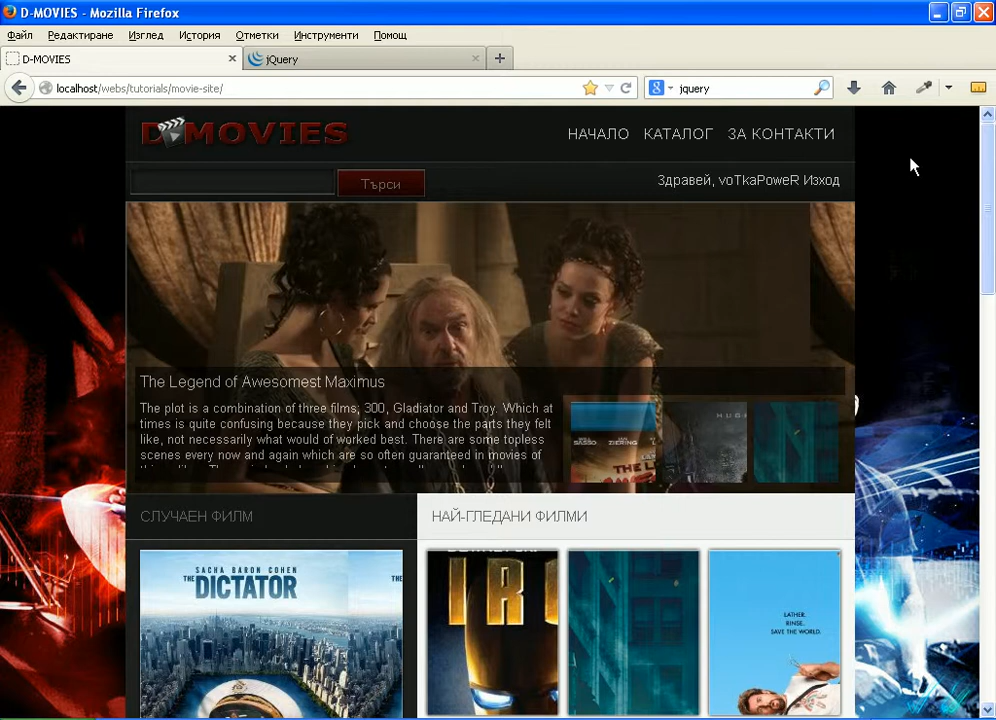 D-MOVIES - Mozilla Firefox
Файл Редактиране Изглед История Отметки Инструменти Помощ
D-MOVIES
jQuery
localhost/webs/tutorials/movie-site/
jquery
D-MOVIES
НАЧАЛО КАТАЛОГ ЗА КОНТАКТИ
Търси
Здравей, voTkaPoweR Изход
The Legend of Awesomest Maximus
The plot is a combination of three films; 300, Gladiator and Troy. Which at
times is quite confusing because they pick and choose the parts they felt
like, not necessarily what would of worked best. There are some topless
scenes every now and again which are so often guaranteed in movies of
СЛУЧАЕН ФИЛМ
НАЙ-ГЛЕДАНИ ФИЛМИ
SACHA BARON COHEN
THE DICTATOR
THE
LATHER.
RINSE.
SAVE THE WORLD.